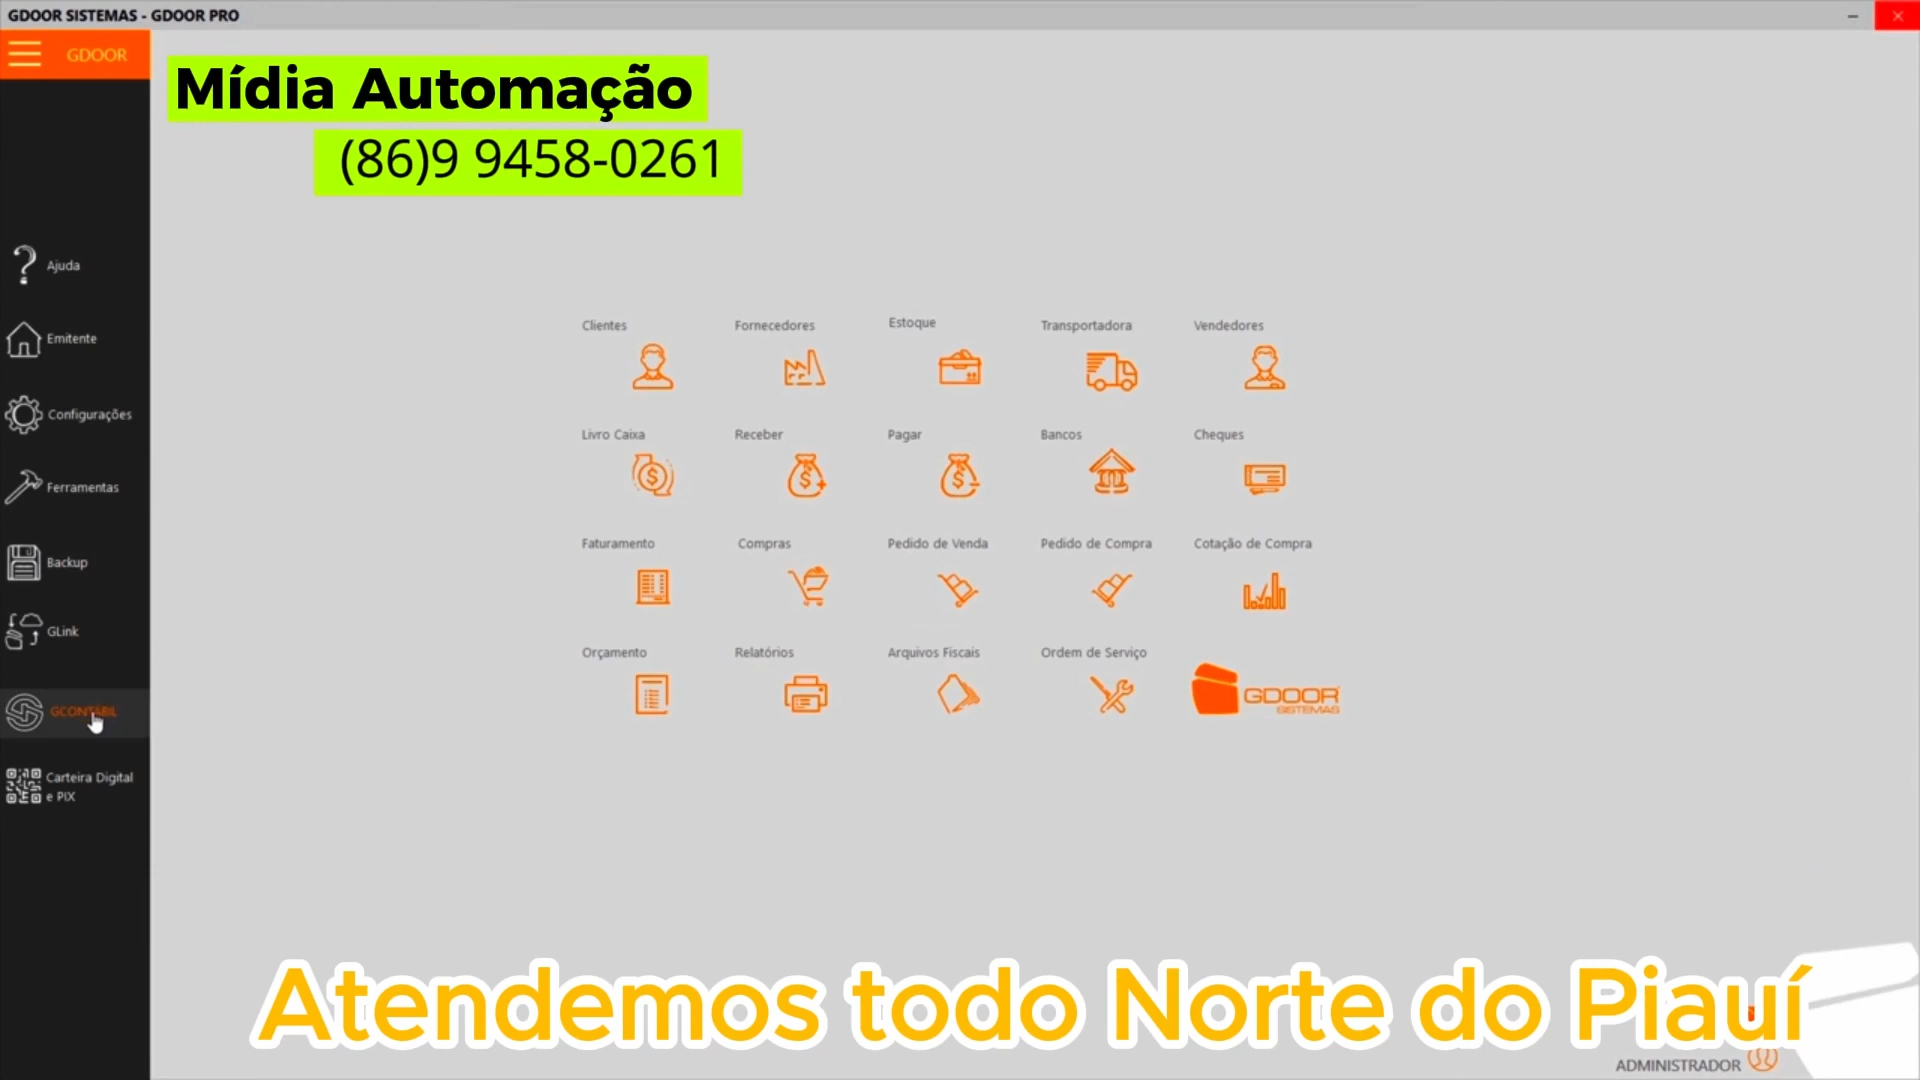 GDOOR SISTEMAS - GDOOR PRO
GDOOR
Mídia Automação
(86)9 9458-0261
Ajuda
Emitente
Configurações
Ferramentas
Backup
GLink
GCONTÁBIL
Carteira Digital
e PIX
Clientes
Fornecedores
Estoque
Transportadora
Vendedores
Livro Caixa
Receber
Pagar
Bancos
Cheques
Faturamento
Compras
Pedido de Venda
Pedido de Compra
Cotação de Compra
Orçamento
Relatórios
Arquivos Fiscais
Ordem de Serviço
GDOOR
SISTEMAS
Atendemos todo Norte do Piauí
ADMINISTRADOR